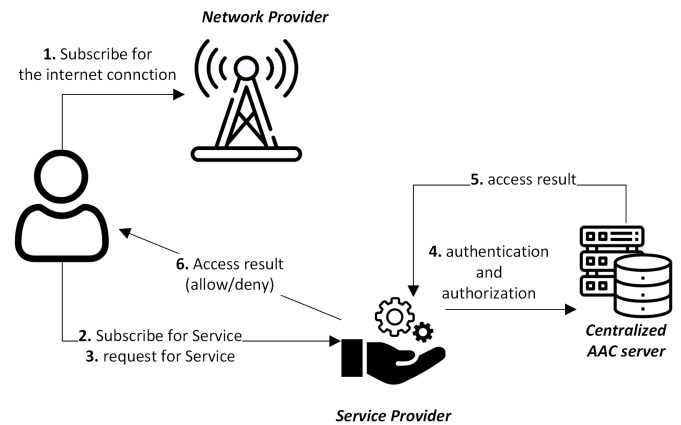 Network Provider
1. Subscribe for
the internet connction
5. access result
4. authentication
and
authorization
6. Access result
(allow/deny)
2. Subscribe for Service
3. request for Service
Centralized
AAC server
Service Provider